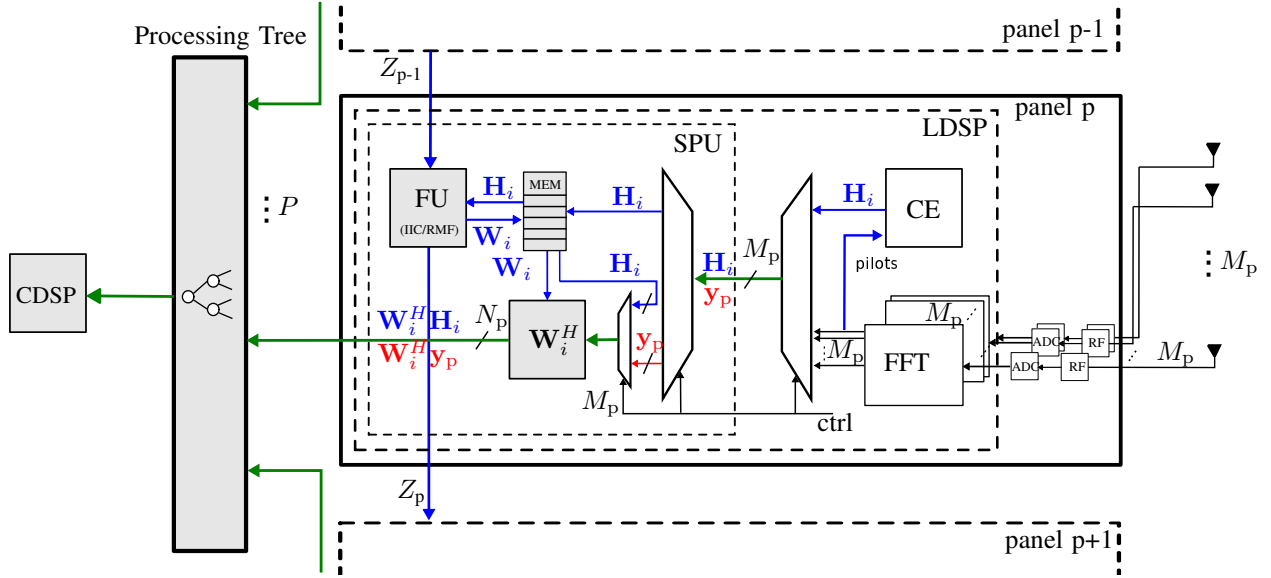 panel p-1
Processing Tree
Z_{p-1}
panel p
LDSP
SPU
FU
(IIC/RMF)
MEM
H_i
W_i
H_i
H_i
CE
P
W_i
H_i
M_p
H_i
y_p
pilots
M_p
M_p
CDSP
W_i^H H_i
W_i^H y_p
N_p
W_i^H
y_p
M_p
FFT
ADC
RF
ADC
RF
M_p
M_p
ctrl
Z_p
panel p+1